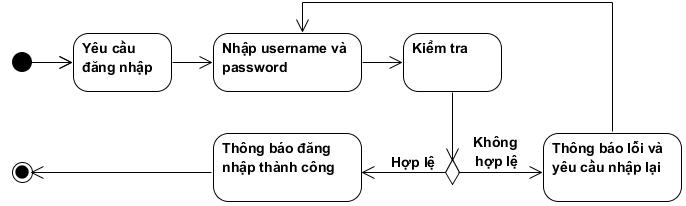 Yêu cầu
đăng nhập
Nhập username và
password
Kiểm tra
Thông báo đăng
nhập thành công
Hợp lệ
Không
hợp lệ
Thông báo lỗi và
yêu cầu nhập lại